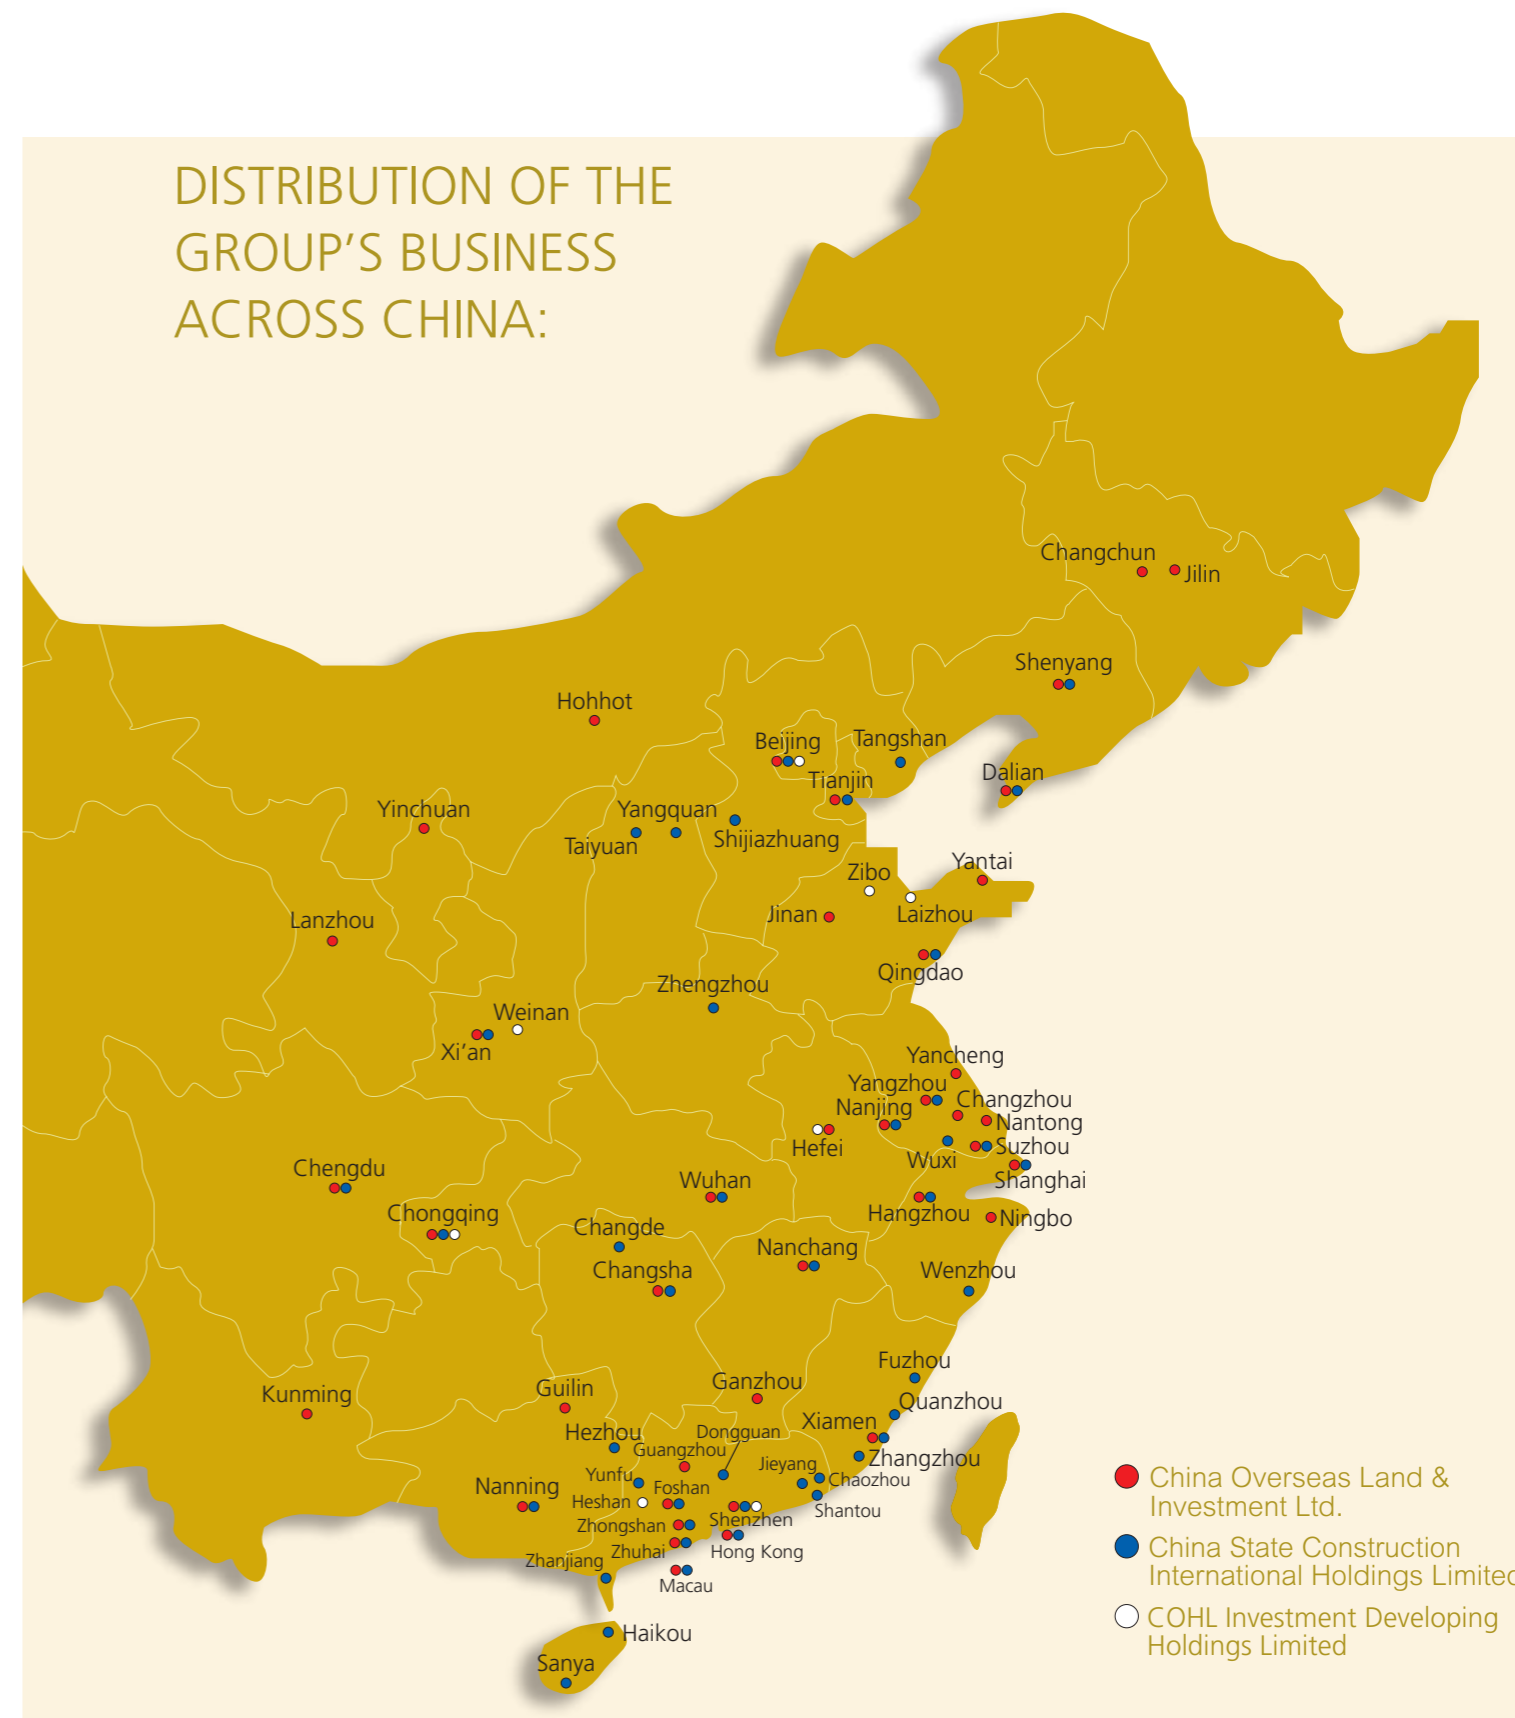 DISTRIBUTION OF THE
GROUP'S BUSINESS
ACROSS CHINA:
Changchun
Jilin
Shenyang
Hohhot
Beijing
Tangshan
Dalian
Tianjin
Yinchuan
Yangquan
Taiyuan
Shijiazhuang
Yantai
Zibo
Lanzhou
Jinan
Laizhou
Qingdao
Zhengzhou
Weinan
Xi'an
Yancheng
Yangzhou
Changzhou
Nanjing
Nantong
Hefei
Suzhou
Wuxi
Shanghai
Chengdu
Wuhan
Chongqing
Hangzhou
Ningbo
Changde
Nanchang
Changsha
Wenzhou
Fuzhou
Kunming
Guilin
Ganzhou
Quanzhou
Xiamen
Hezhou
Dongguan
Guangzhou
Zhangzhou
Jieyang
Yunfu
Chaozhou
Nanning
Foshan
Heshan
Shantou
Shenzhen
Zhongshan
Zhuhai
Hong Kong
Zhanjiang
Macau
Haikou
Sanya
China Overseas Land &
Investment Ltd.
China State Construction
International Holdings Limited
COHL Investment Developing
Holdings Limited